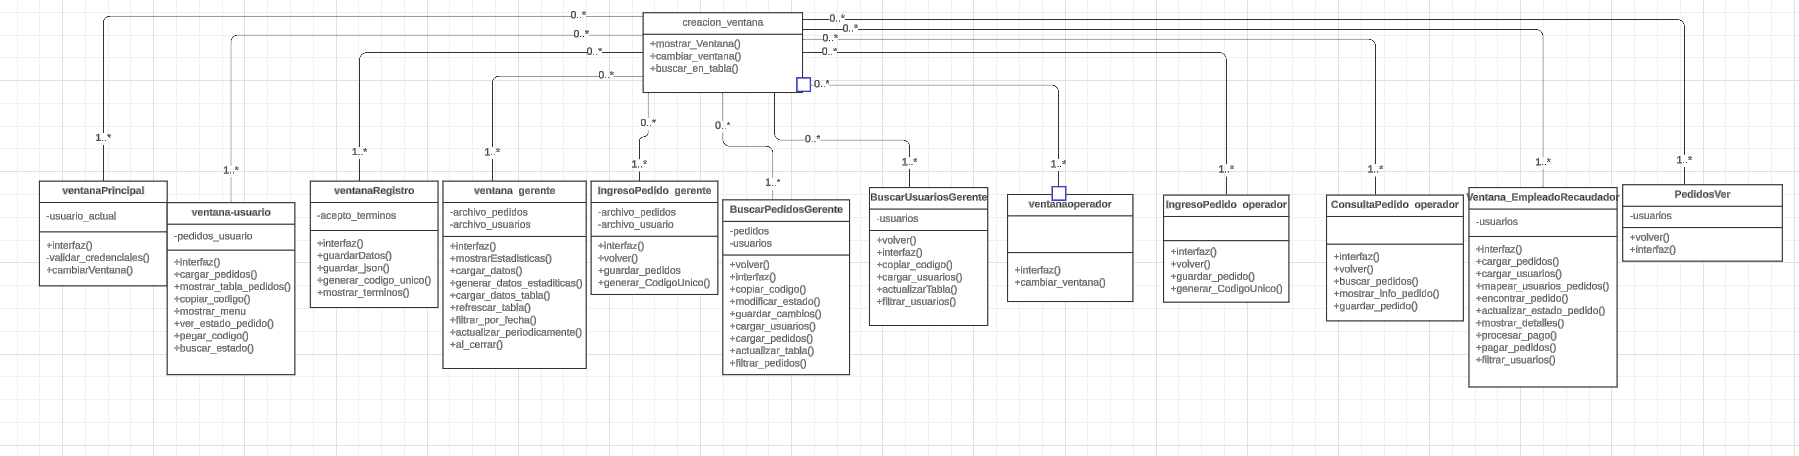 creacion_ventana
+mostrar_Ventana()
+cambiar_ventana()
+buscar_en_tabla()
0..*
0..*
0..*
0..*
0..*
0..*
0..*
0..*
0..*
0..*
0..*
0..*
1..*
1..*
1..*
1..*
1..*
1..*
1..*
1..*
1..*
1..*
1..*
1..*
ventanaPrincipal
-usuario_actual
+interfaz()
-validar_credenciales()
+cambiarVentana()
ventana-usuario
-pedidos_usuario
+interfaz()
+cargar_pedidos()
+mostrar_tabla_pedidos()
+copiar_codigo()
+mostrar_menu
+ver_estado_pedido()
+pegar_codigo()
+buscar_estado()
ventanaRegistro
-acepto_terminos
+interfaz()
+guardarDatos()
+guardar_json()
+generar_codigo_unico()
+mostrar_terminos()
ventana_gerente
-archivo_pedidos
-archivo_usuarios
+interfaz()
+mostrarEstadisticas()
+cargar_datos()
+generar_datos_estaditicas()
+cargar_datos_tabla()
+refrescar_tabla()
+filtrar_por_fecha()
+actualizar_periodicamente()
+al_cerrar()
IngresoPedido_gerente
-archivo_pedidos
-archivo_usuario
+interfaz()
+volver()
+guardar_pedidos
+generar_CodigoUnico()
BuscarPedidosGerente
-pedidos
-usuarios
+volver()
+interfaz()
+copiar_codigo()
+modificar_estado()
+guardar_cambios()
+cargar_usuarios()
+cargar_pedidos()
+actualizar_tabla()
+filtrar_pedidos()
BuscarUsuariosGerente
-usuarios
+volver()
+interfaz()
+copiar_codigo()
+cargar_usuarios()
+actualizarTabla()
+filtrar_usuarios()
ventanaoperador
+interfaz()
+cambiar_ventana()
IngresoPedido_operador
+interfaz()
+volver()
+guardar_pedido()
+generar_CodigoUnico()
ConsultaPedido_operador
+interfaz()
+volver()
+buscar_pedidos()
+mostrar_info_pedido()
+guardar_pedido()
Ventana_EmpleadoRecaudador
-usuarios
+interfaz()
+cargar_pedidos()
+cargar_usuarios()
+mapear_usuarios_pedidos()
+encontrar_pedido()
+actualizar_estado_pedido()
+mostrar_detalles()
+procesar_pago()
+pagar_pedidos()
+filtrar_usuarios()
PedidosVer
-usuarios
+volver()
+interfaz()